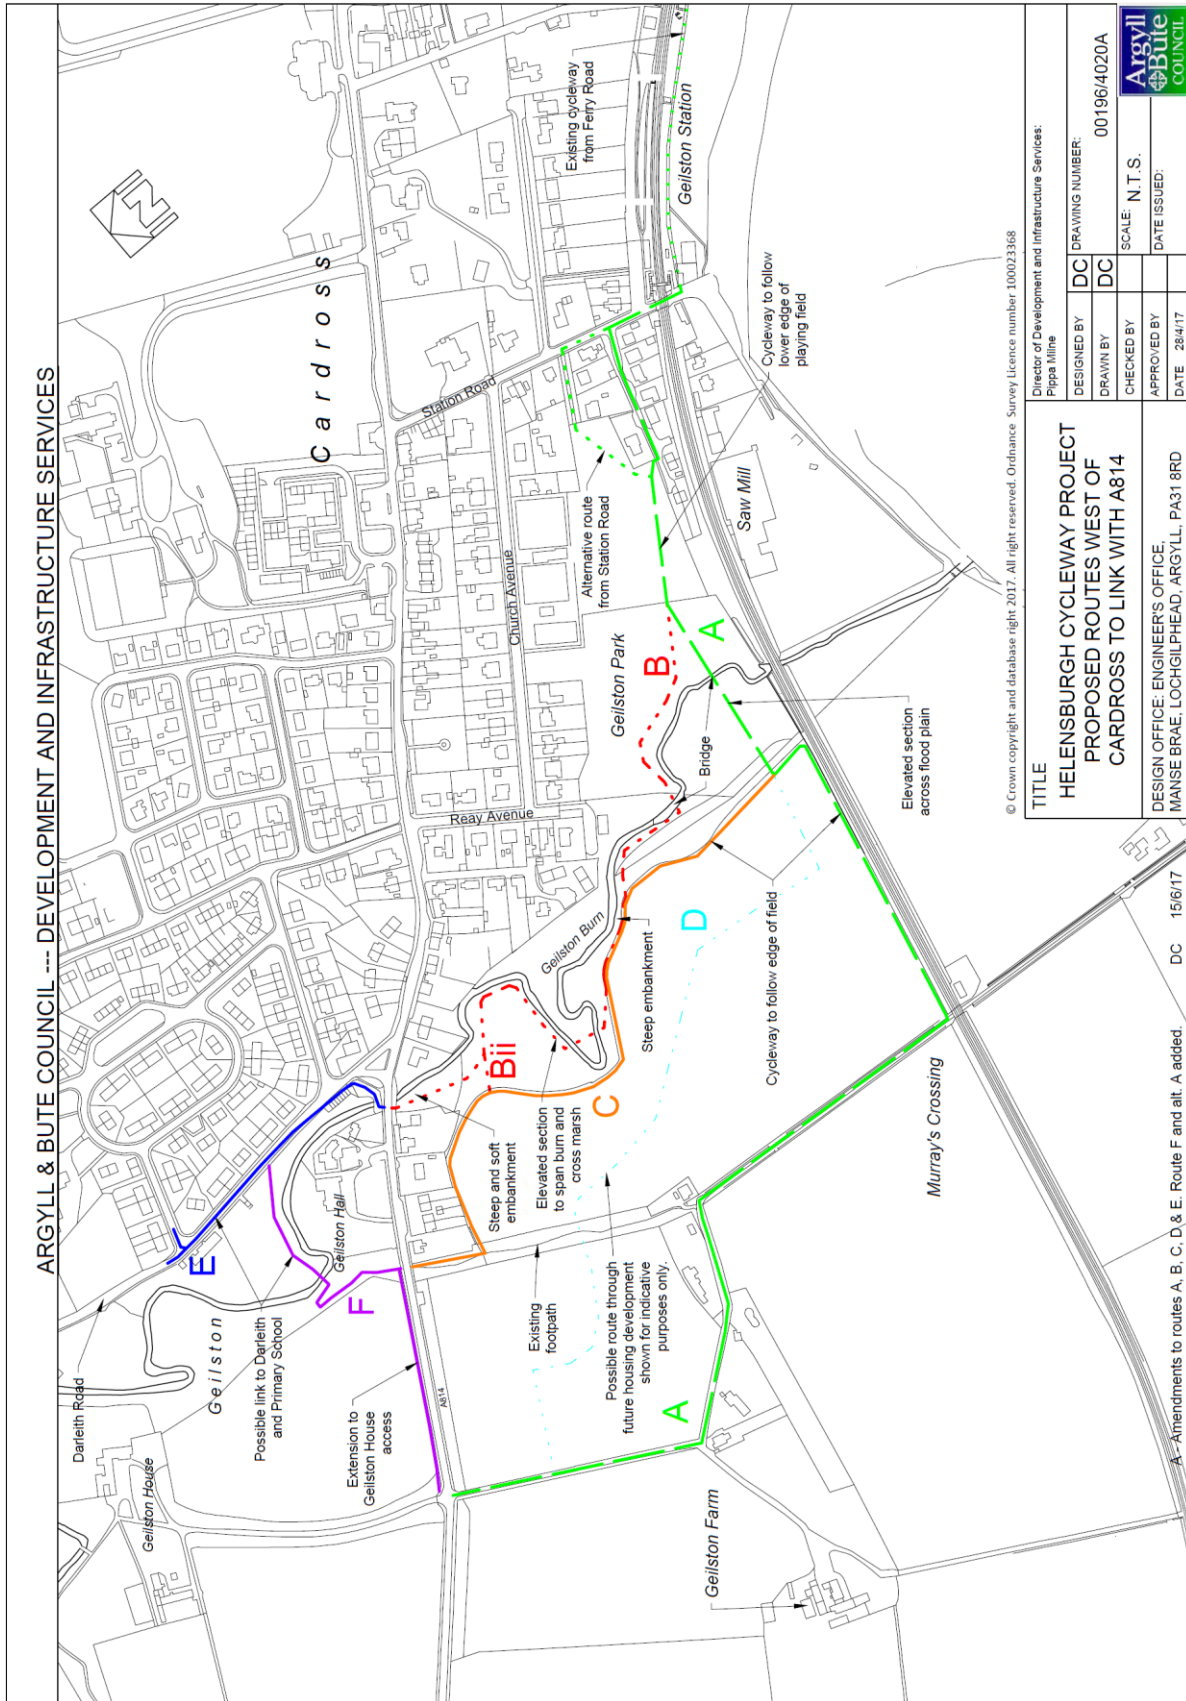 ARGYLL & BUTE COUNCIL --- DEVELOPMENT AND INFRASTRUCTURE SERVICES
Cardross
Existing cycleway
from Ferry Road
Geilston Station
Station Road
Cycleway to follow
lower edge of
playing field
Alternative route
from Station Road
Saw Mill
Church Avenue
Geilston Park
A
B
Bridge
Elevated section
across flood plain
Reay Avenue
Geilston Burn
Steep embankment
D
Cycleway to follow edge of field
Bii
C
Elevated section
to span burn and
cross marsh
Steep and soft
embankment
Murray's Crossing
Geilston Hall
E
F
Existing
footpath
Possible route through
future housing development
shown for indicative
purposes only.
A
Geilston
Possible link to Darleith
and Primary School
Darleith Road
Extension to
Geilston House
access
A814
Geilston House
Geilston Farm
© Crown copyright and database right 2017. All right reserved. Ordnance Survey Licence number 100023368
TITLE
HELENSBURGH CYCLEWAY PROJECT
PROPOSED ROUTES WEST OF
CARDROSS TO LINK WITH A814
DESIGN OFFICE: ENGINEER'S OFFICE,
MANSE BRAE, LOCHGILPHEAD, ARGYLL, PA31 8RD
Director of Development and Infrastructure Services:
Pippa Milne
DESIGNED BY DC
DRAWN BY DC
CHECKED BY
APPROVED BY
DATE 28/4/17
DRAWING NUMBER:
00196/4020A
SCALE: N.T.S.
DATE ISSUED:
Argyll
&Bute
COUNCIL
A - Amendments to routes A, B, C, D, & E. Route F and alt. A added. DC 15/6/17
N